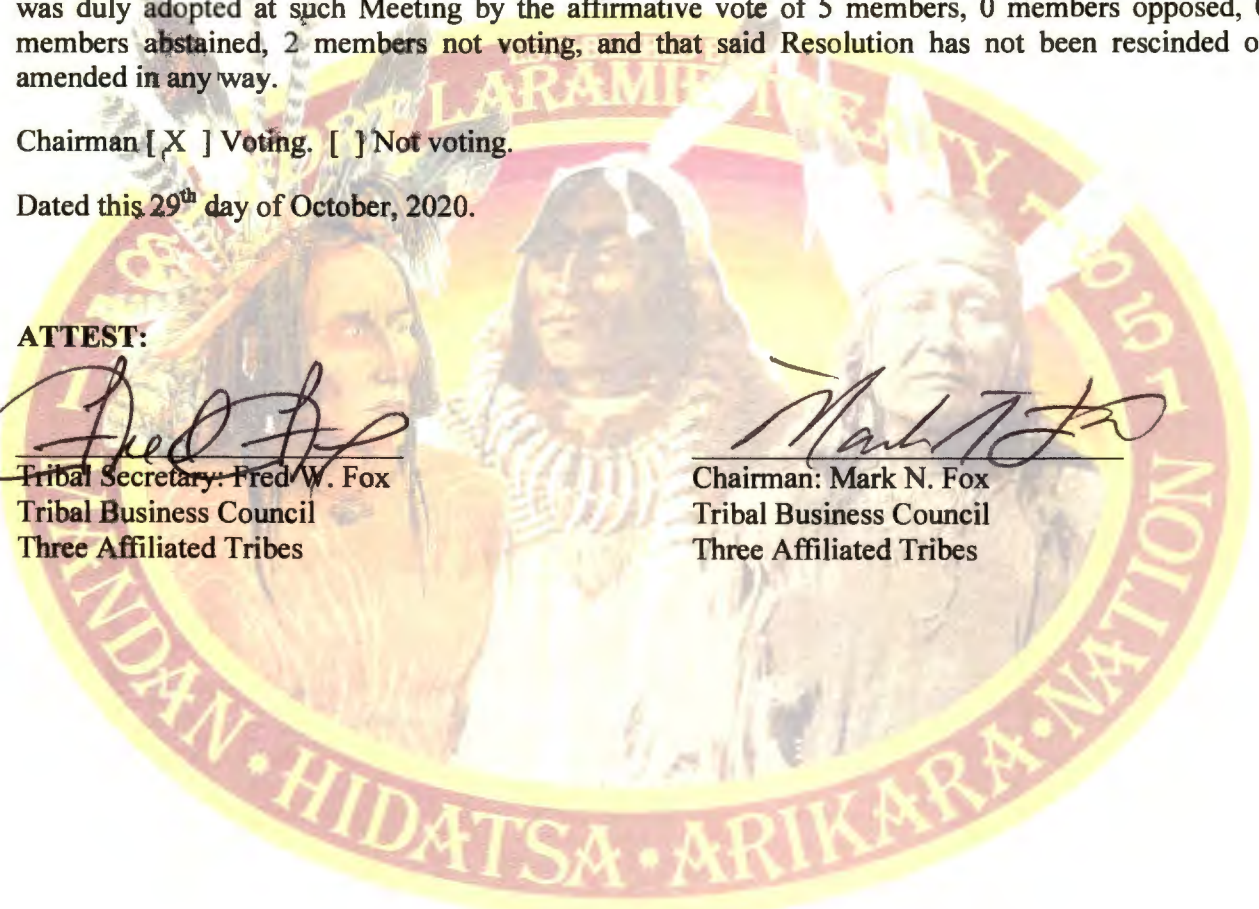 was duly adopted at such Meeting by the affirmative vote of 5 members, 0 members opposed,
members abstained, 2 members not voting, and that said Resolution has not been rescinded
amended in any way.
Chairman [ X ] Voting. [ ] Not voting.
Dated this 29th day of October, 2020.
ATTEST:
Tribal Secretary: Fred W. Fox
Tribal Business Council
Three Affiliated Tribes
Chairman: Mark N. Fox
Tribal Business Council
Three Affiliated Tribes
LARAMIE TREATY 1851
MANDAN • HIDATSA • ARIKARA • NATION